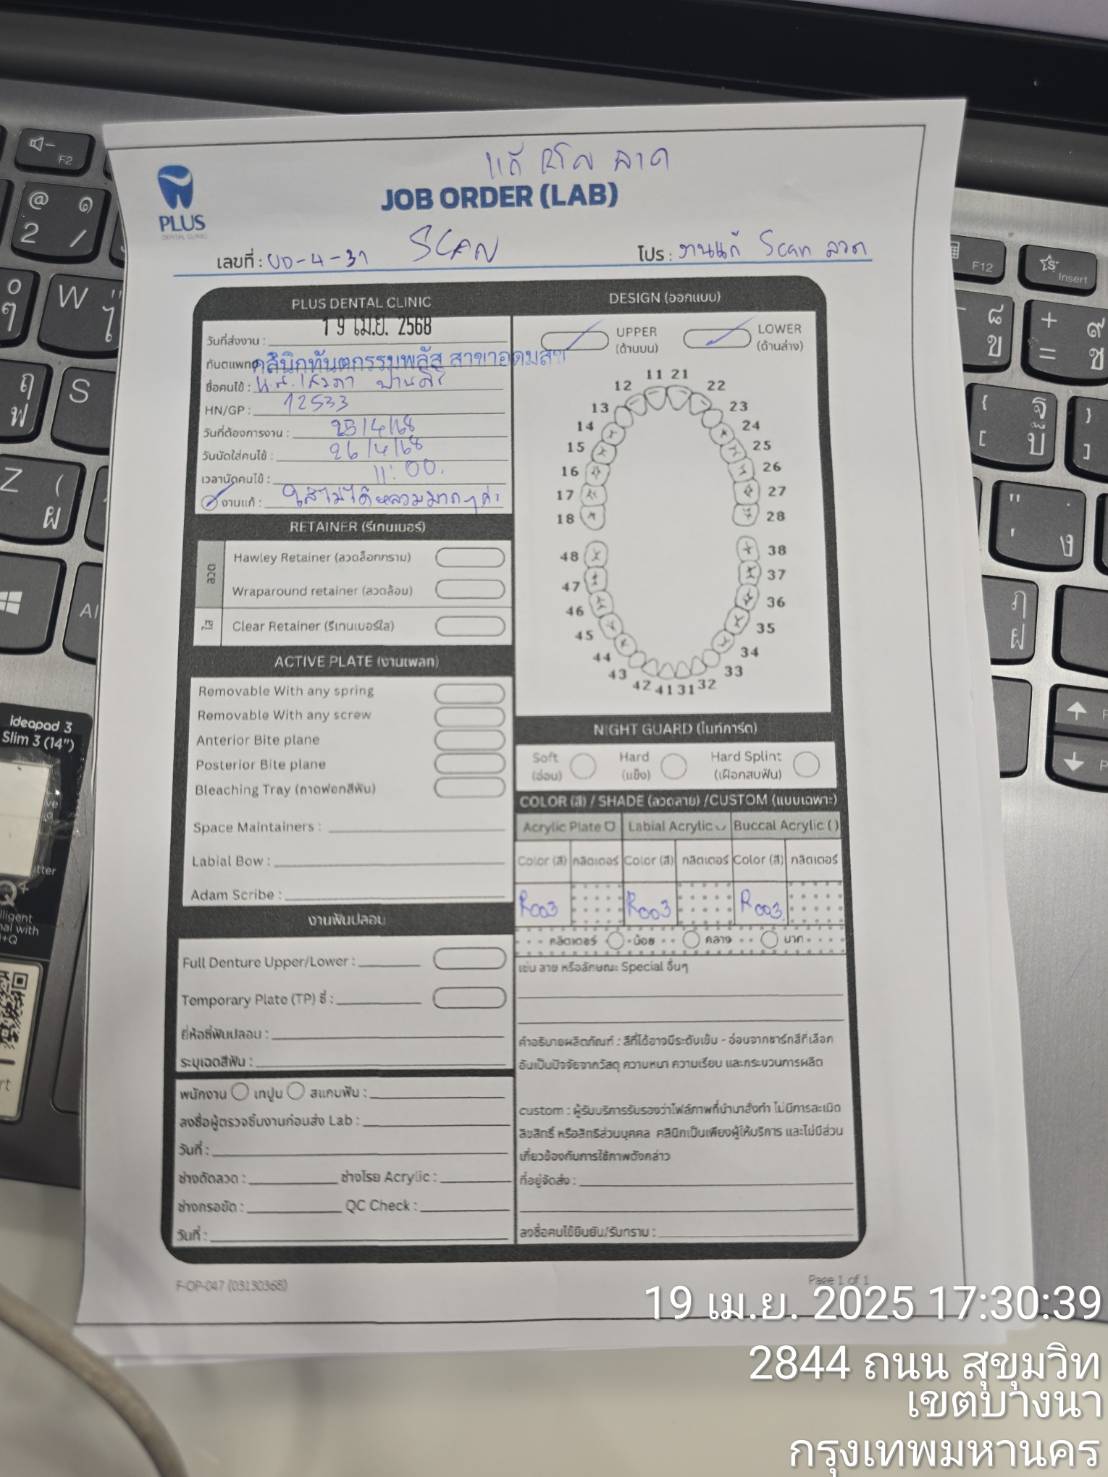 แก้ รีเทน ลวด
PLUS
DENTAL CLINIC
JOB ORDER (LAB)
เลขที่ : UD-4-31 SCAN
โปร : งานแก้ Scan ลวด
PLUS DENTAL CLINIC
วันที่ส่งงาน : 19 เม.ย. 2568
ทันตแพทย์ คลินิกทันตกรรมพลัส สาขาอุดมสุข
ชื่อคนไข้ : น.ส.
HN/GP : 12533
วันที่ต้องการงาน : 25/4/68
วันนัดใส่คนไข้ : 26/4/68
เวลานัดคนไข้ : 11:00
งานแก้ : ใส่ไม่ได้หลวมมากๆค่ะ
RETAINER (รีเทนเนอร์)
ลวด
Hawley Retainer (ลวดล็อกกราม)
Wraparound retainer (ลวดล้อม)
ใส
Clear Retainer (รีเทนเนอร์ใส)
ACTIVE PLATE (งานเพลท)
Removable With any spring
Removable With any screw
Anterior Bite plane
Posterior Bite plane
Bleaching Tray (ถาดฟอกสีฟัน)
Space Maintainers :
Labial Bow :
Adam Scribe :
งานฟันปลอม
Full Denture Upper/Lower :
Temporary Plate (TP) ซี่ :
ยี่ห้อซี่ฟันปลอม :
ระบุเฉดสีฟัน :
พนักงาน เทปูน สแกนฟัน :
ลงชื่อผู้ตรวจชิ้นงานก่อนส่ง Lab :
วันที่ :
ช่างดัดลวด : ช่างโรย Acrylic :
ช่างกรอขัด : QC Check :
วันที่ :
DESIGN (ออกแบบ)
UPPER
(ด้านบน)
LOWER
(ด้านล่าง)
11 21
12 22
13 23
14 24
15 25
16 26
17 27
18 28
48 38
47 37
46 36
45 35
44 34
43 33
42 41 31 32
NIGHT GUARD (ไนท์การ์ด)
Soft
(อ่อน)
Hard
(แข็ง)
Hard Splint
(เฝือกสบฟัน)
COLOR (สี) / SHADE (ลวดลาย) /CUSTOM (แบบเฉพาะ)
Acrylic Plate Labial Acrylic Buccal Acrylic ( )
Color (สี) กลิตเตอร์ Color (สี) กลิตเตอร์ Color (สี) กลิตเตอร์
R003 R003 R003
กลิตเตอร์ น้อย กลาง มาก
เช่น ลาย หรือลักษณะ Special อื่นๆ
คำอธิบายผลิตภัณฑ์ : สีที่ได้อาจมีระดับเข้ม - อ่อนจากชาร์ทสีที่เลือก
อันเป็นปัจจัยจากวัสดุ ความหนา ความเรียบ และกระบวนการผลิต
custom : ผู้รับบริการรับรองว่าไฟล์ภาพที่นำมาสั่งทำ ไม่มีการละเมิด
ลิขสิทธิ์ หรือสิทธิส่วนบุคคล คลินิกเป็นเพียงผู้ให้บริการ และไม่มีส่วน
เกี่ยวข้องกับการใช้ภาพดังกล่าว
ที่อยู่จัดส่ง :
ลงชื่อคนไข้ยืนยัน/รับทราบ :
F-OP-047 (03130368)
Page 1 of 1
ideapad 3
Slim 3 (14")
19 เม.ย. 2025 17:30:39
2844 ถนน สุขุมวิท
เขตบางนา
กรุงเทพมหานคร